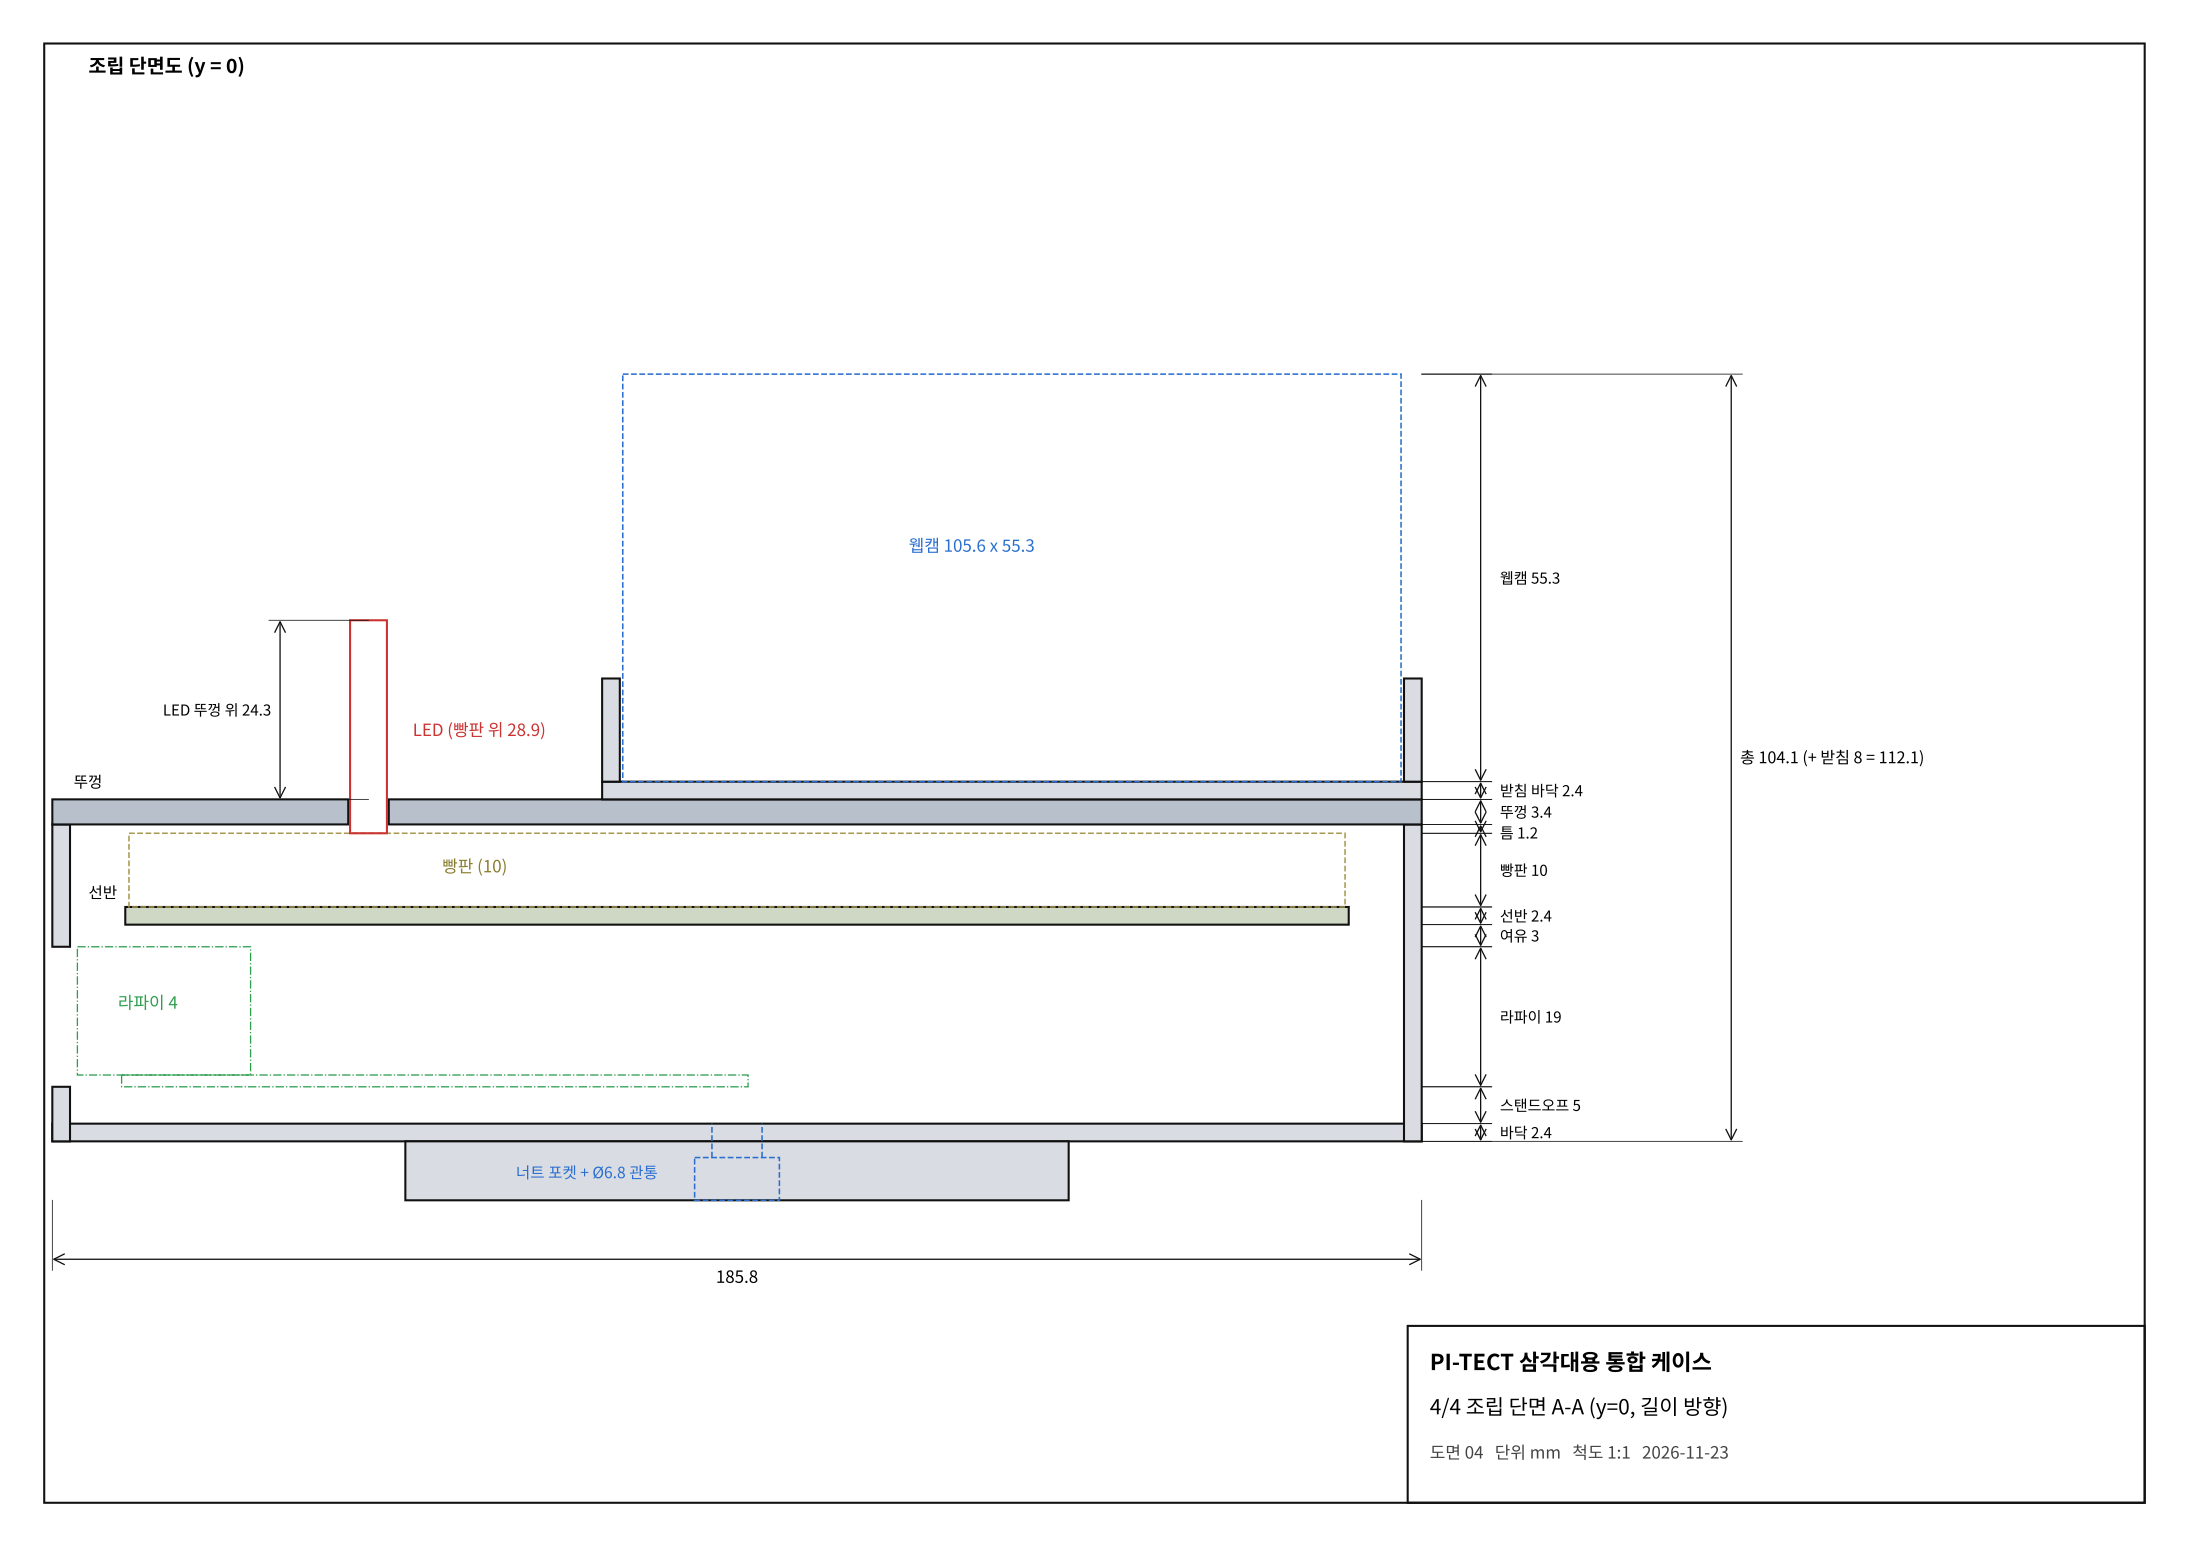 조립 단면도 (y = 0)
웹캠 105.6 x 55.3
웹캠 55.3
LED 뚜껑 위 24.3
LED (빵판 위 28.9)
총 104.1 (+ 받침 8 = 112.1)
뚜껑
받침 바닥 2.4
뚜껑 3.4
틈 1.2
빵판 (10)
빵판 10
선반
선반 2.4
여유 3
라파이 4
라파이 19
스탠드오프 5
바닥 2.4
너트 포켓 + Ø6.8 관통
185.8
PI-TECT 삼각대용 통합 케이스
4/4 조립 단면 A-A (y=0, 길이 방향)
도면 04 단위 mm 척도 1:1 2026-11-23